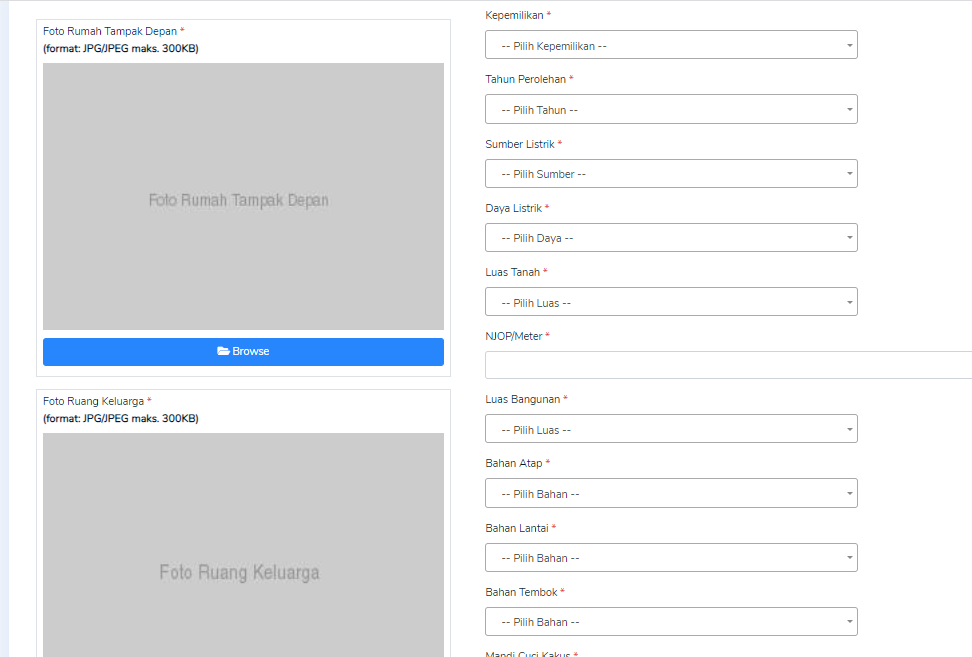 Foto Rumah Tampak Depan *
(format: JPG/JPEG maks. 300KB)
Foto Rumah Tampak Depan
Browse
Foto Ruang Keluarga *
(format: JPG/JPEG maks. 300KB)
Foto Ruang Keluarga
Kepemilikan *
-- Pilih Kepemilikan --
Tahun Perolehan *
-- Pilih Tahun --
Sumber Listrik *
-- Pilih Sumber --
Daya Listrik *
-- Pilih Daya --
Luas Tanah *
-- Pilih Luas --
NJOP/Meter *
Luas Bangunan *
-- Pilih Luas --
Bahan Atap *
-- Pilih Bahan --
Bahan Lantai *
-- Pilih Bahan --
Bahan Tembok *
-- Pilih Bahan --
Mandi Cuci Kakus *